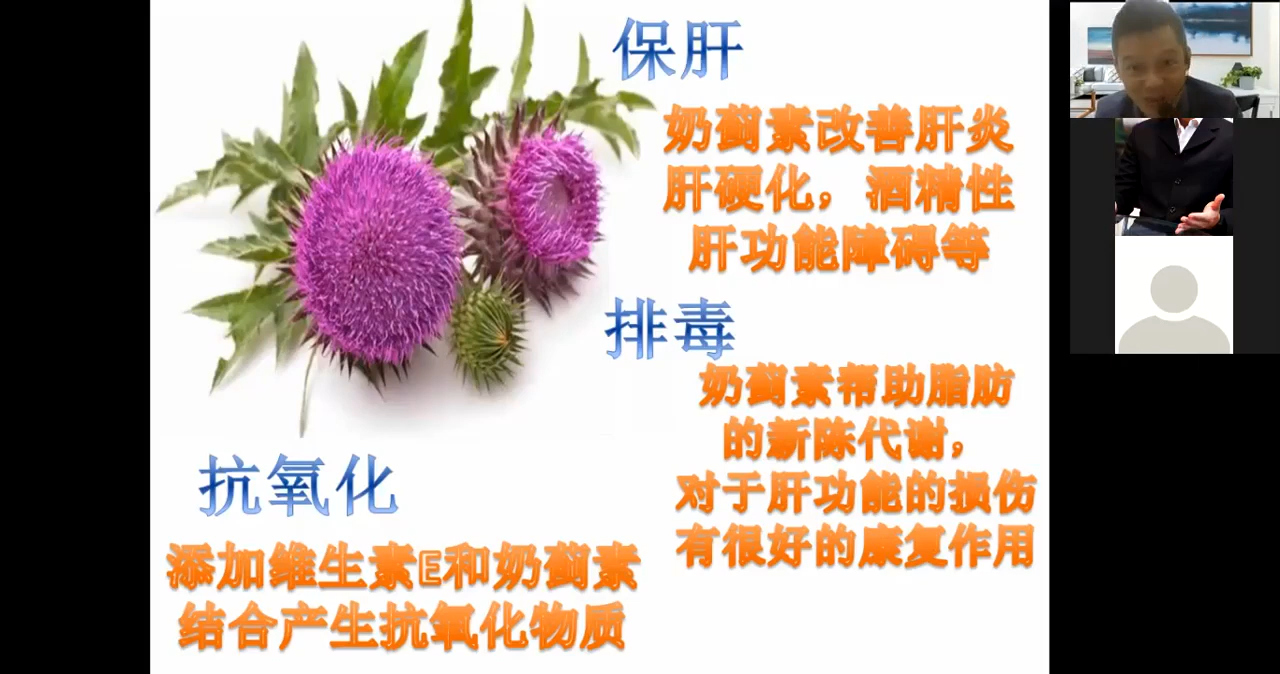 保肝
奶蓟素改善肝炎
肝硬化，酒精性
肝功能障碍等
排毒
奶蓟素帮助脂肪
的新陈代谢，
对于肝功能的损伤
有很好的康复作用
抗氧化
添加维生素E和奶蓟素
结合产生抗氧化物质